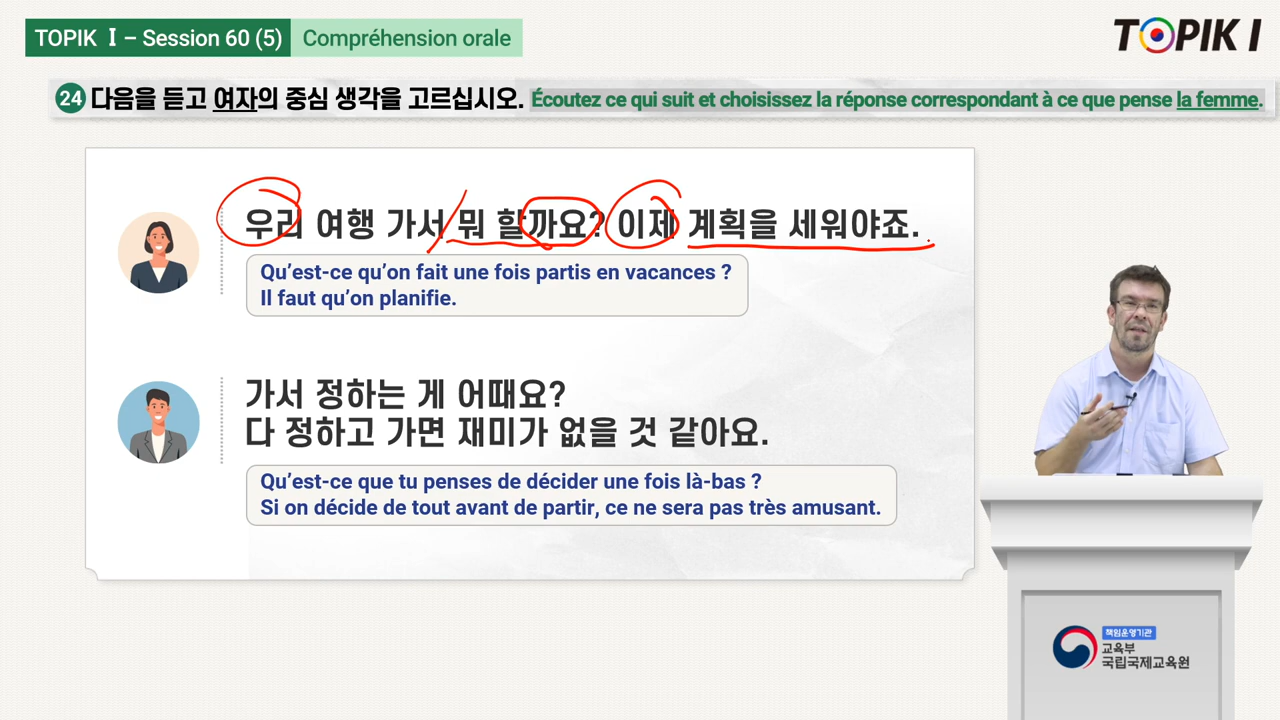 TOPIK Ⅰ – Session 60 (5) Compréhension orale
TOPIK I
24 다음을 듣고 여자의 중심 생각을 고르십시오. Écoutez ce qui suit et choisissez la réponse correspondant à ce que pense la femme.
우리 여행 가서 뭐 할까요? 이제 계획을 세워야죠.
Qu’est-ce qu’on fait une fois partis en vacances ?
Il faut qu’on planifie.
가서 정하는 게 어때요?
다 정하고 가면 재미가 없을 것 같아요.
Qu’est-ce que tu penses de décider une fois là-bas ?
Si on décide de tout avant de partir, ce ne sera pas très amusant.
책임운영기관
교육부
국립국제교육원